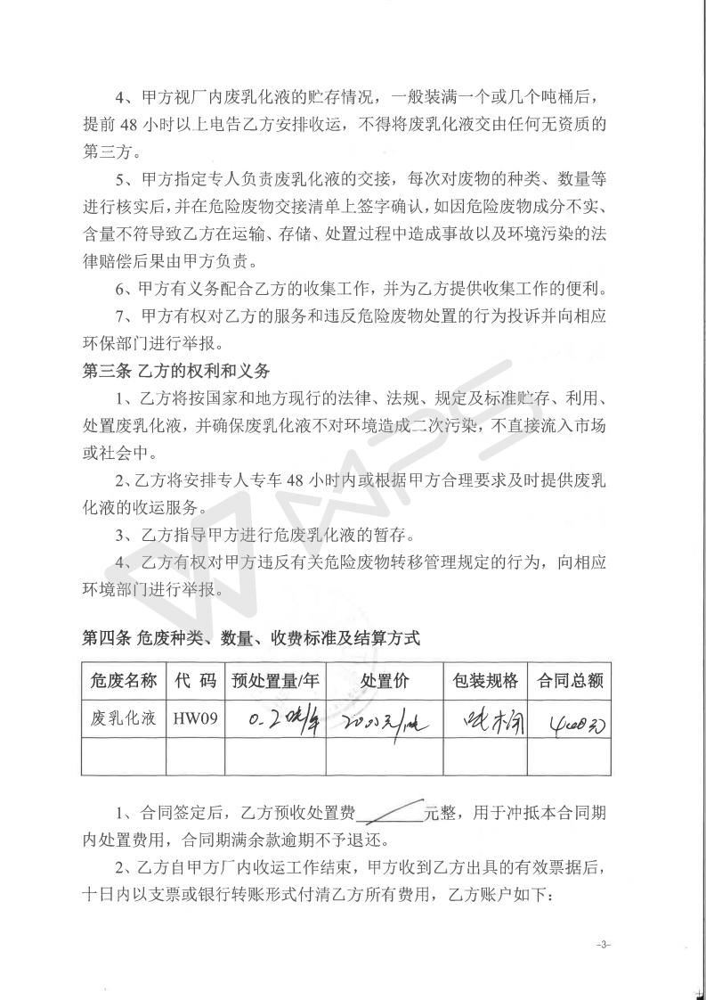 4、甲方视厂内废乳化液的贮存情况，一般装满一个或几个吨桶后，
提前 48 小时以上电告乙方安排收运，不得将废乳化液交由任何无资质的
第三方。
5、甲方指定专人负责废乳化液的交接，每次对废物的种类、数量等
进行核实后，并在危险废物交接清单上签字确认，如因危险废物成分不实、
含量不符导致乙方在运输、存储、处置过程中造成事故以及环境污染的法
律赔偿后果由甲方负责。
6、甲方有义务配合乙方的收集工作，并为乙方提供收集工作的便利。
7、甲方有权对乙方的服务和违反危险废物处置的行为投诉并向相应
环保部门进行举报。
第三条 乙方的权利和义务
1、乙方将按国家和地方现行的法律、法规、规定及标准贮存、利用、
处置废乳化液，并确保废乳化液不对环境造成二次污染，不直接流入市场
或社会中。
2、乙方将安排专人专车 48 小时内或根据甲方合理要求及时提供废乳
化液的收运服务。
3、乙方指导甲方进行危废乳化液的暂存。
4、乙方有权对甲方违反有关危险废物转移管理规定的行为，向相应
环境部门进行举报。
WPS
第四条 危废种类、数量、收费标准及结算方式
危废名称 代 码 预处置量/年 处置价 包装规格 合同总额
废乳化液 HW09 0.2吨/年 2000元/吨 吨桶 400元
1、合同签定后，乙方预收处置费 元整，用于冲抵本合同期
内处置费用，合同期满余款逾期不予退还。
2、乙方自甲方厂内收运工作结束，甲方收到乙方出具的有效票据后，
十日内以支票或银行转账形式付清乙方所有费用，乙方账户如下：
-3-